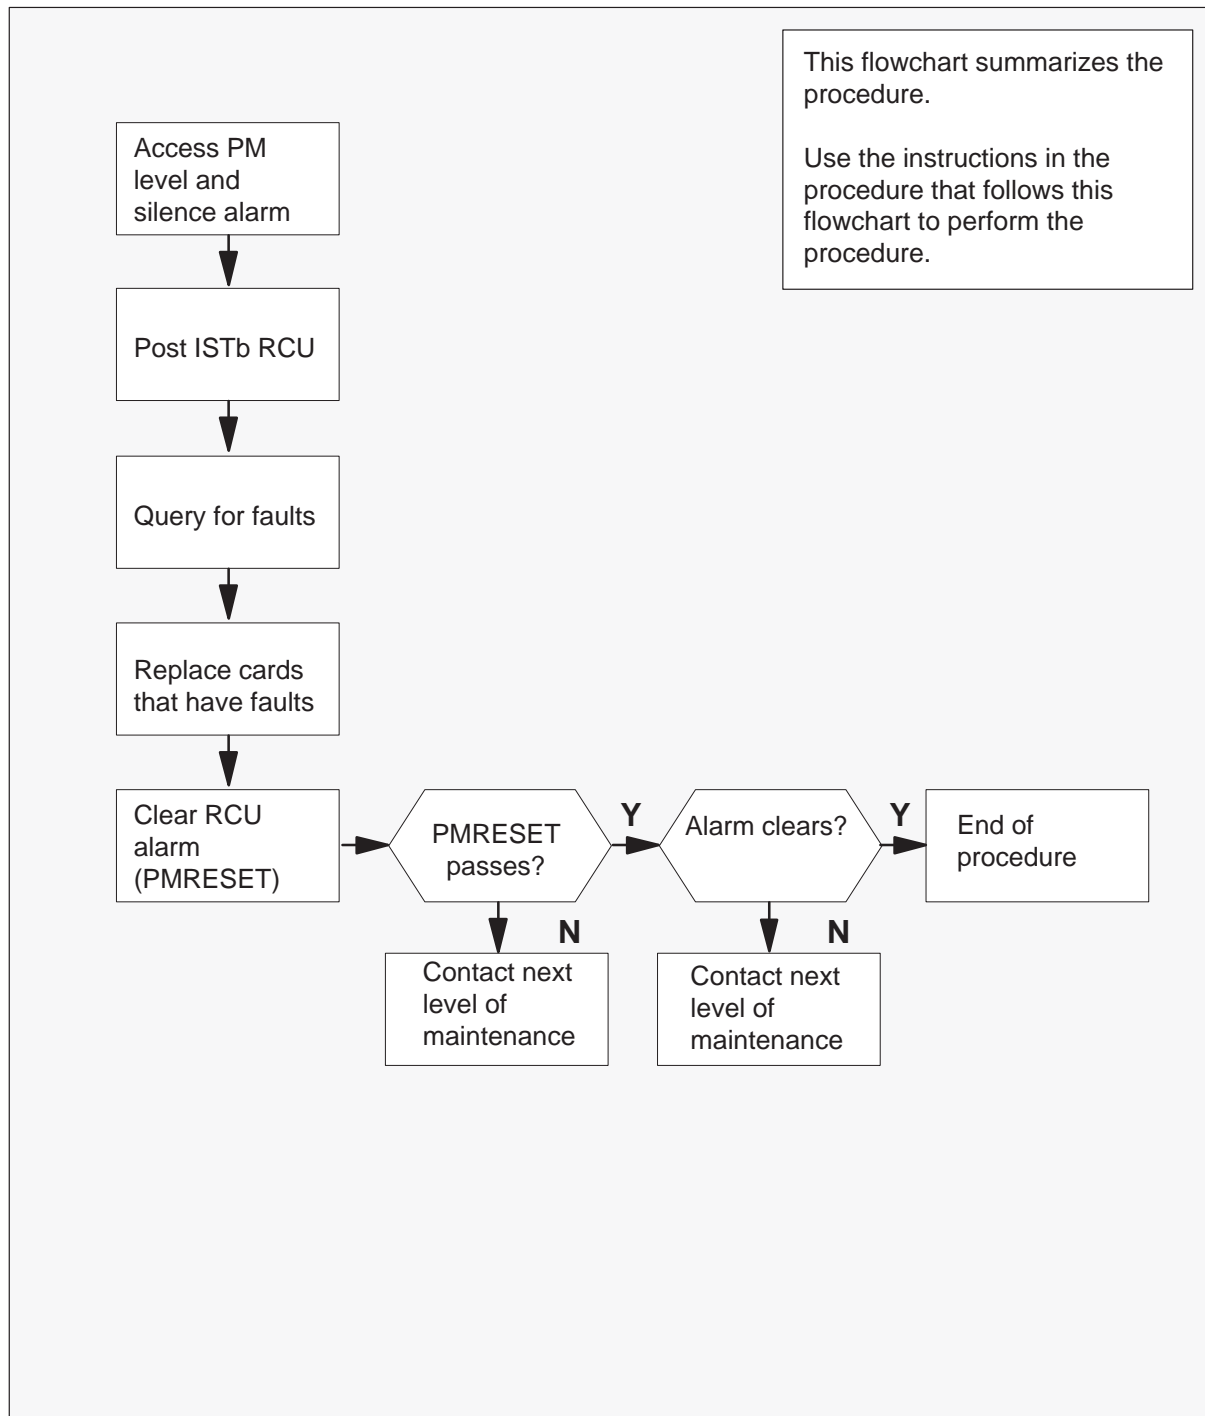 This flowchart summarizes the
procedure.
Use the instructions in the
procedure that follows this
flowchart to perform the
procedure.
Access PM
level and
silence alarm
Post ISTb RCU
Query for faults
Replace cards
that have faults
Clear RCU
alarm
(PMRESET)
PMRESET
passes?
Y
Alarm clears?
Y
End of
procedure
N
Contact next
level of
maintenance
N
Contact next
level of
maintenance